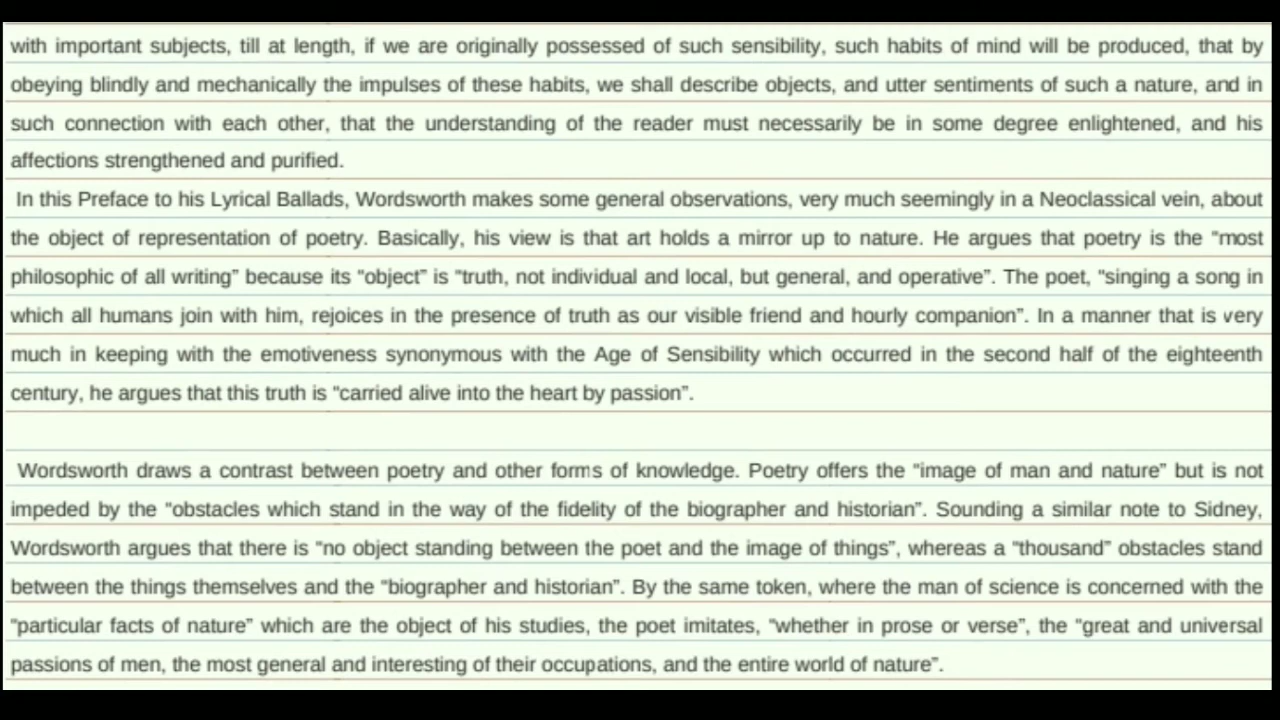 with important subjects, till at length, if we are originally possessed of such sensibility, such habits of mind will be produced, that by
obeying blindly and mechanically the impulses of these habits, we shall describe objects, and utter sentiments of such a nature, and in
such connection with each other, that the understanding of the reader must necessarily be in some degree enlightened, and his
affections strengthened and purified.
In this Preface to his Lyrical Ballads, Wordsworth makes some general observations, very much seemingly in a Neoclassical vein, about
the object of representation of poetry. Basically, his view is that art holds a mirror up to nature. He argues that poetry is the “most
philosophic of all writing” because its “object” is “truth, not individual and local, but general, and operative”. The poet, “singing a song in
which all humans join with him, rejoices in the presence of truth as our visible friend and hourly companion”. In a manner that is very
much in keeping with the emotiveness synonymous with the Age of Sensibility which occurred in the second half of the eighteenth
century, he argues that this truth is “carried alive into the heart by passion”.
Wordsworth draws a contrast between poetry and other forms of knowledge. Poetry offers the “image of man and nature” but is not
impeded by the “obstacles which stand in the way of the fidelity of the biographer and historian”. Sounding a similar note to Sidney,
Wordsworth argues that there is “no object standing between the poet and the image of things”, whereas a “thousand” obstacles stand
between the things themselves and the “biographer and historian”. By the same token, where the man of science is concerned with the
“particular facts of nature” which are the object of his studies, the poet imitates, “whether in prose or verse”, the “great and universal
passions of men, the most general and interesting of their occupations, and the entire world of nature”.